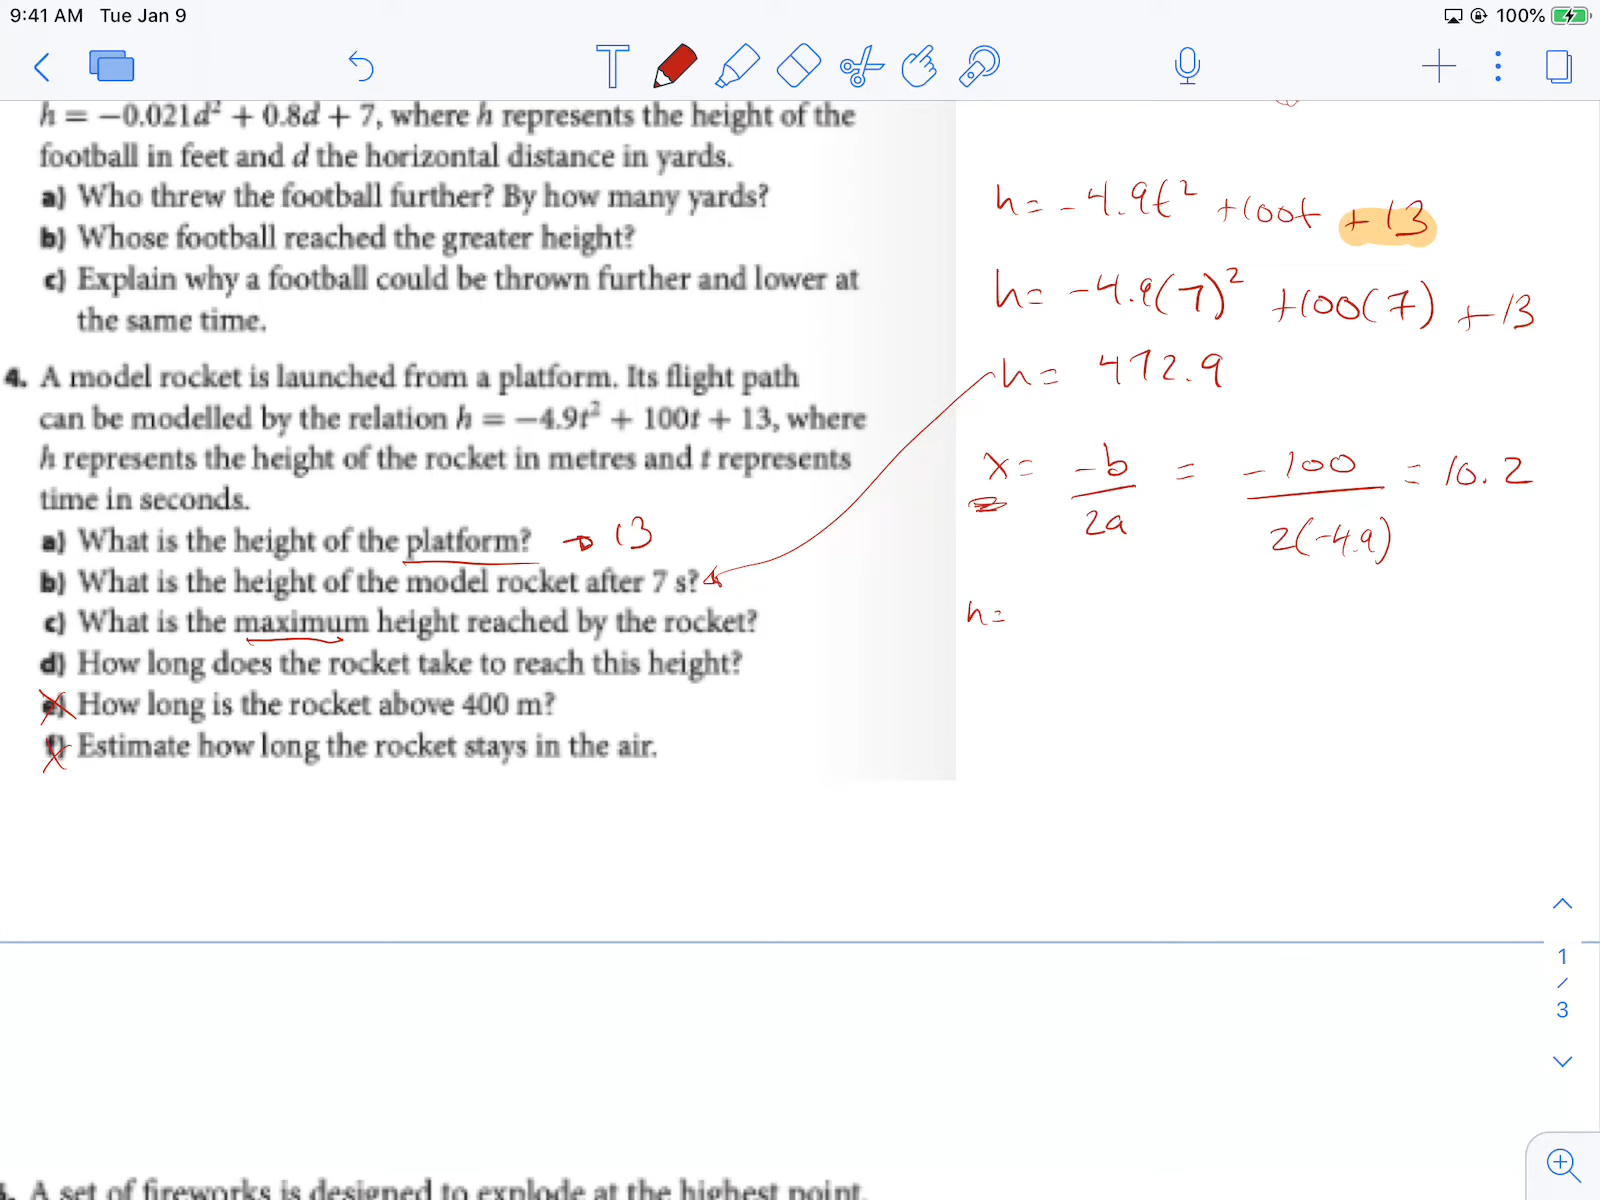 9:41 AM Tue Jan 9
100%
h = −0.021d² + 0.8d + 7, where h represents the height of the
football in feet and d the horizontal distance in yards.
a) Who threw the football further? By how many yards?
b) Whose football reached the greater height?
c) Explain why a football could be thrown further and lower at
the same time.
4. A model rocket is launched from a platform. Its flight path
can be modelled by the relation h = −4.9t² + 100t + 13, where
h represents the height of the rocket in metres and t represents
time in seconds.
a) What is the height of the platform? → 13
b) What is the height of the model rocket after 7 s?
c) What is the maximum height reached by the rocket?
d) How long does the rocket take to reach this height?
e) How long is the rocket above 400 m?
f) Estimate how long the rocket stays in the air.
h = -4.9t² +100t +13
h = -4.9(7)² +100(7) +13
h = 472.9
x = -b/2a = -100/2(-4.9) = 10.2
h =
1
/
3
A set of fireworks is designed to explode at the highest point.